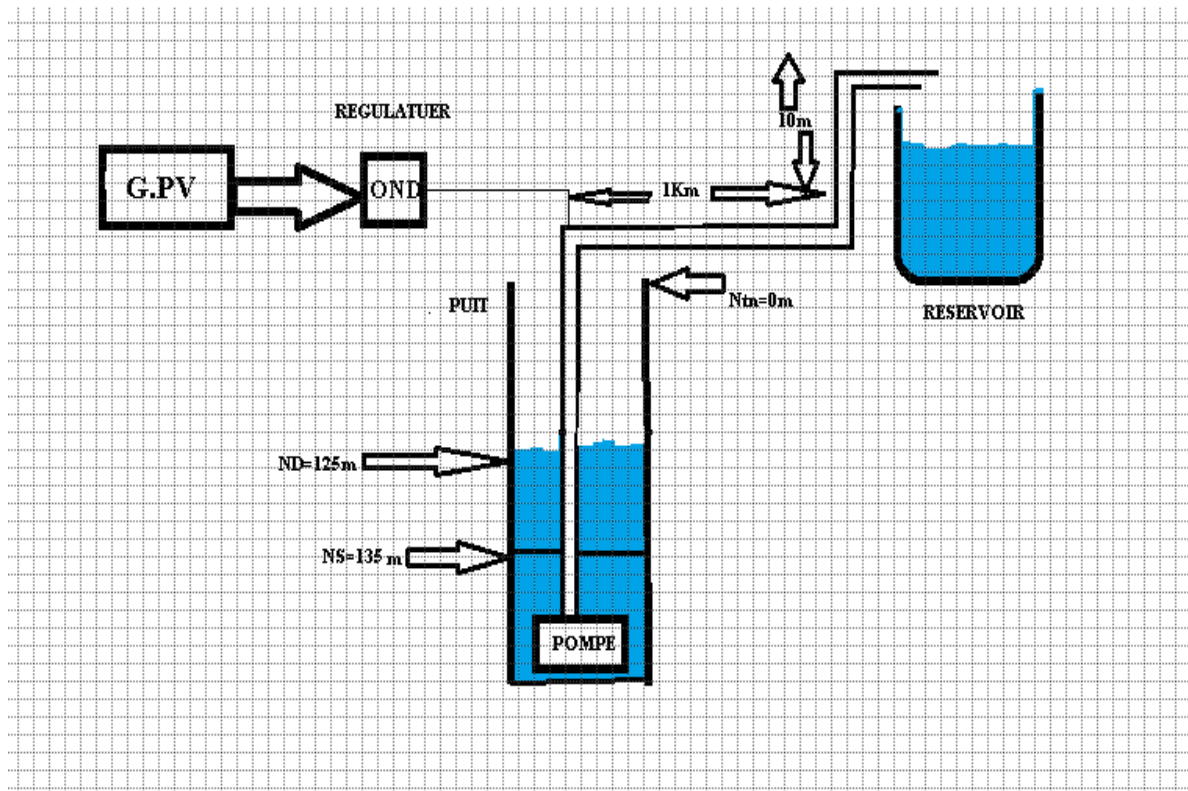 10m
REGULATUER
G.PV
OND
1Km
PUIT
Ntn=0m
RESERVOIR
ND=125m
NS=135 m
POMPE